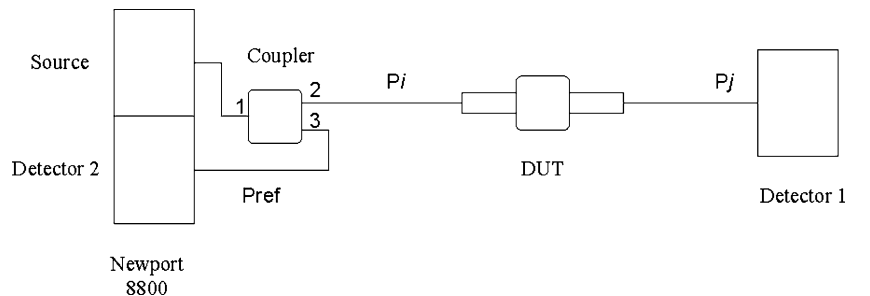 Source
Coupler
1
2
3
Pi
Pj
Detector 2
Pref
DUT
Detector 1
Newport
8800